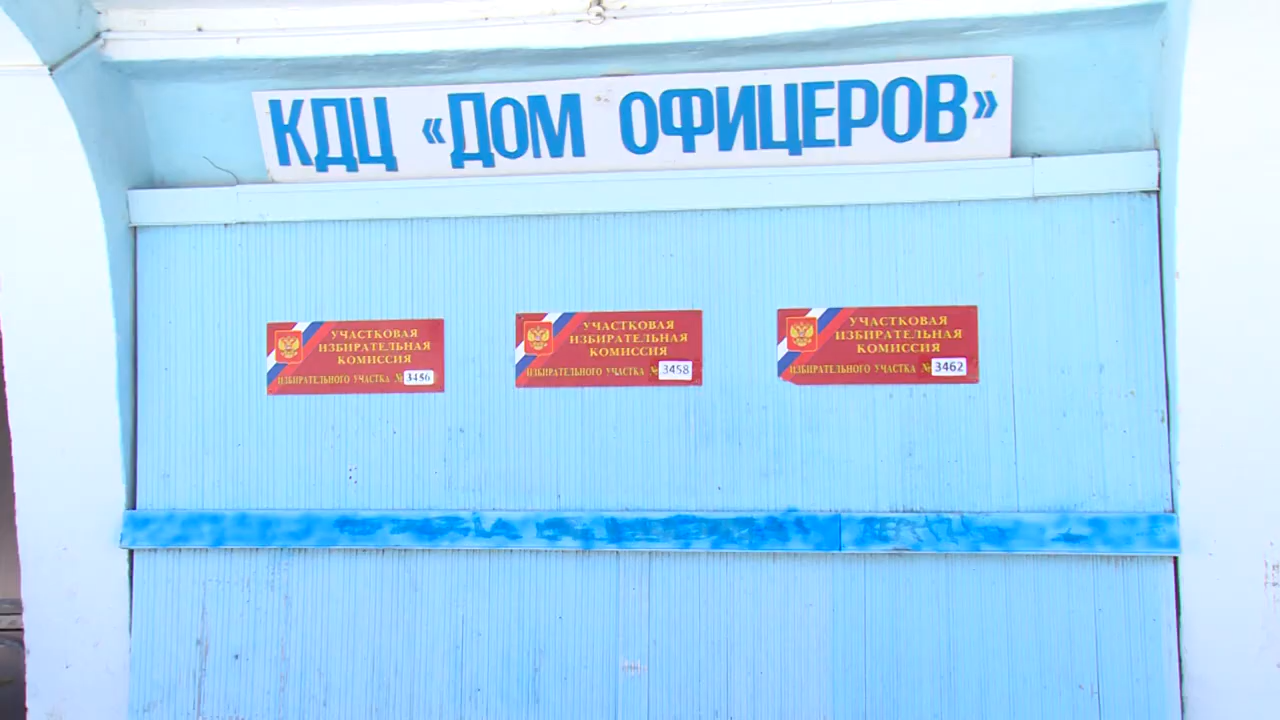 КДЦ «ДОМ ОФИЦЕРОВ»
УЧАСТКОВАЯ
ИЗБИРАТЕЛЬНАЯ
КОМИССИЯ
ИЗБИРАТЕЛЬНОГО УЧАСТКА № 3456
УЧАСТКОВАЯ
ИЗБИРАТЕЛЬНАЯ
КОМИССИЯ
ИЗБИРАТЕЛЬНОГО УЧАСТКА № 3458
УЧАСТКОВАЯ
ИЗБИРАТЕЛЬНАЯ
КОМИССИЯ
ИЗБИРАТЕЛЬНОГО УЧАСТКА № 3462